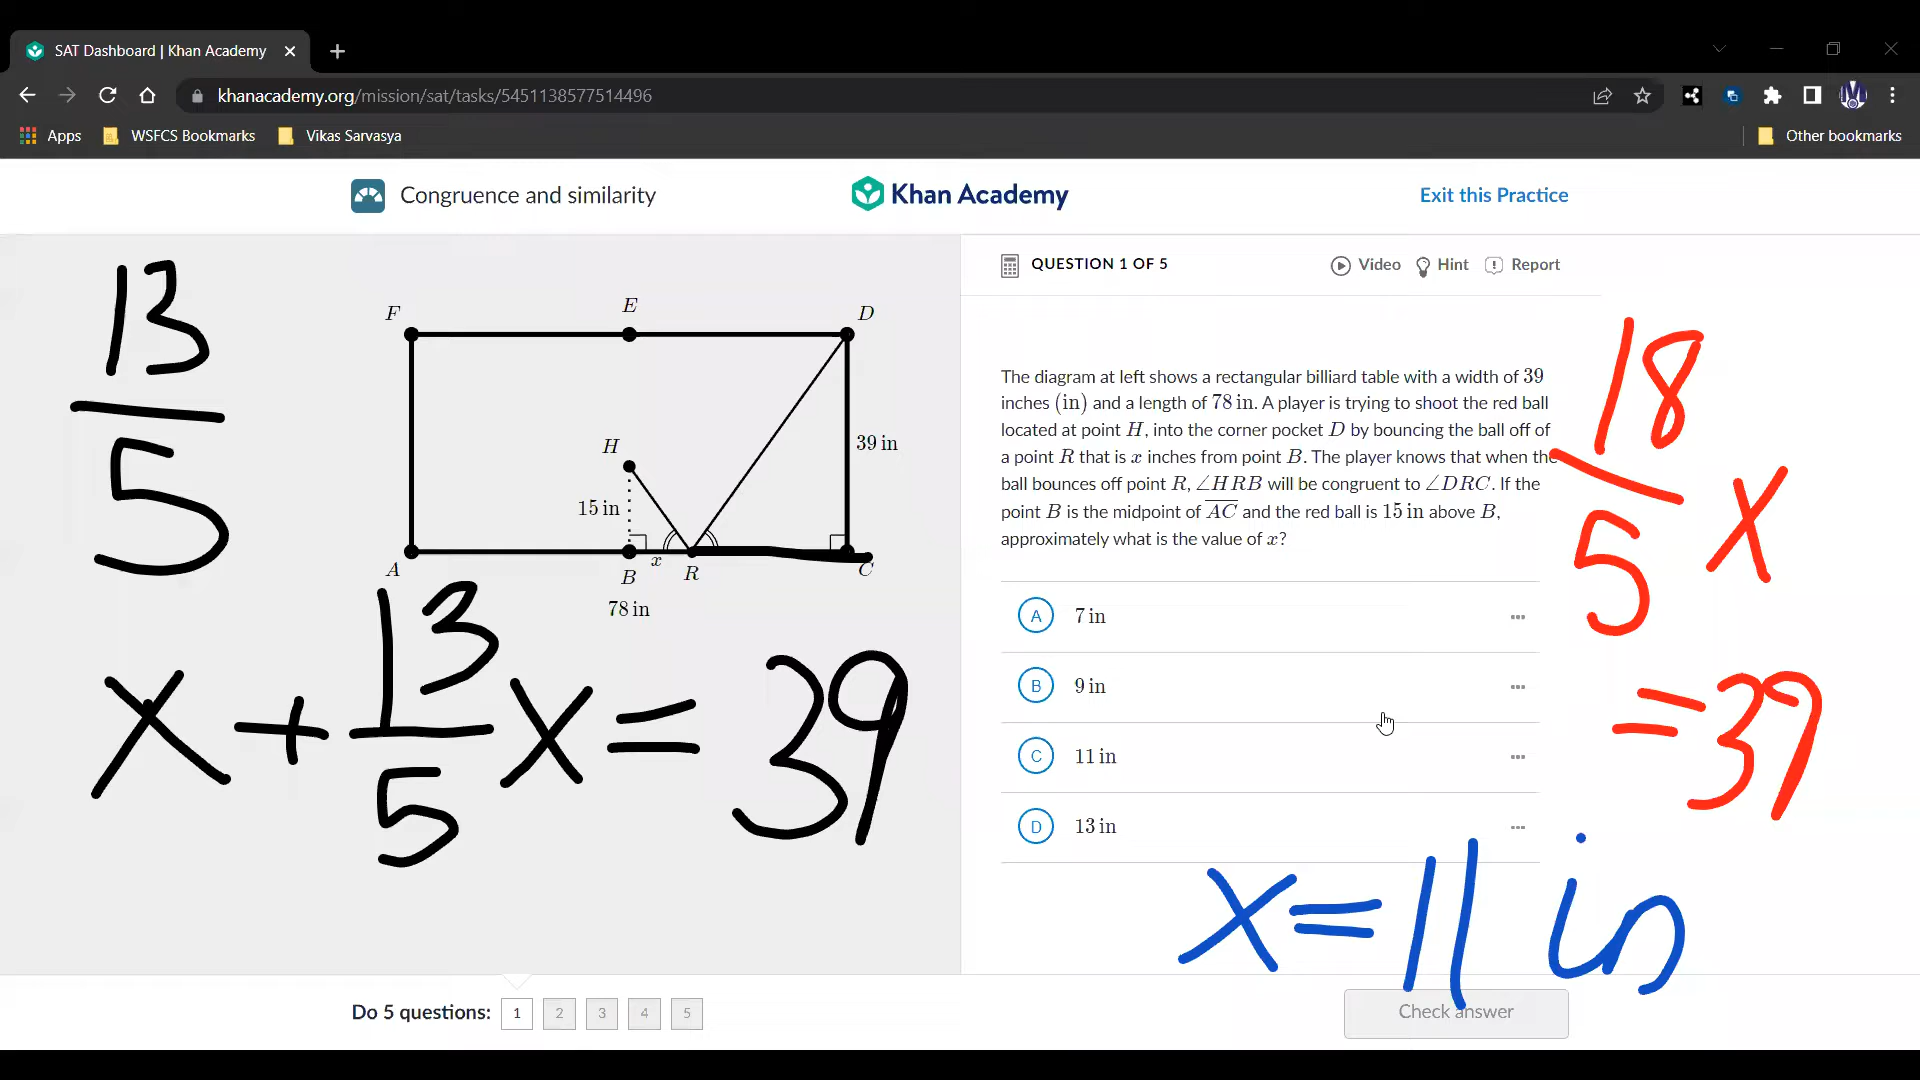 SAT Dashboard | Khan Academy
khanacademy.org/mission/sat/tasks/5451138577514496
Apps
WSFCS Bookmarks
Vikas Sarvasya
Other bookmarks
Congruence and similarity
Khan Academy
Exit this Practice
13
5
F
E
D
H
39 in
15 in
A
B
x
R
C
78 in
x + 13/5 x = 39
QUESTION 1 OF 5
Video
Hint
Report
The diagram at left shows a rectangular billiard table with a width of 39
inches (in) and a length of 78 in. A player is trying to shoot the red ball
located at point H, into the corner pocket D by bouncing the ball off of
a point R that is x inches from point B. The player knows that when the
ball bounces off point R, ∠HRB will be congruent to ∠DRC. If the
point B is the midpoint of A̅C̅ and the red ball is 15 in above B,
approximately what is the value of x?
A 7 in
B 9 in
C 11 in
D 13 in
18/5 x
=39
x=11 in
Do 5 questions:
1
2
3
4
5
Check answer